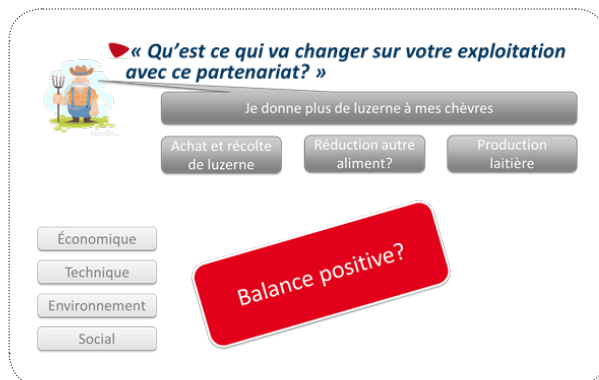 « Qu’est ce qui va changer sur votre exploitation
avec ce partenariat? »
Je donne plus de luzerne à mes chèvres
Achat et récolte
de luzerne
Réduction autre
aliment?
Production
laitière
Économique
Technique
Environnement
Social
Balance positive?